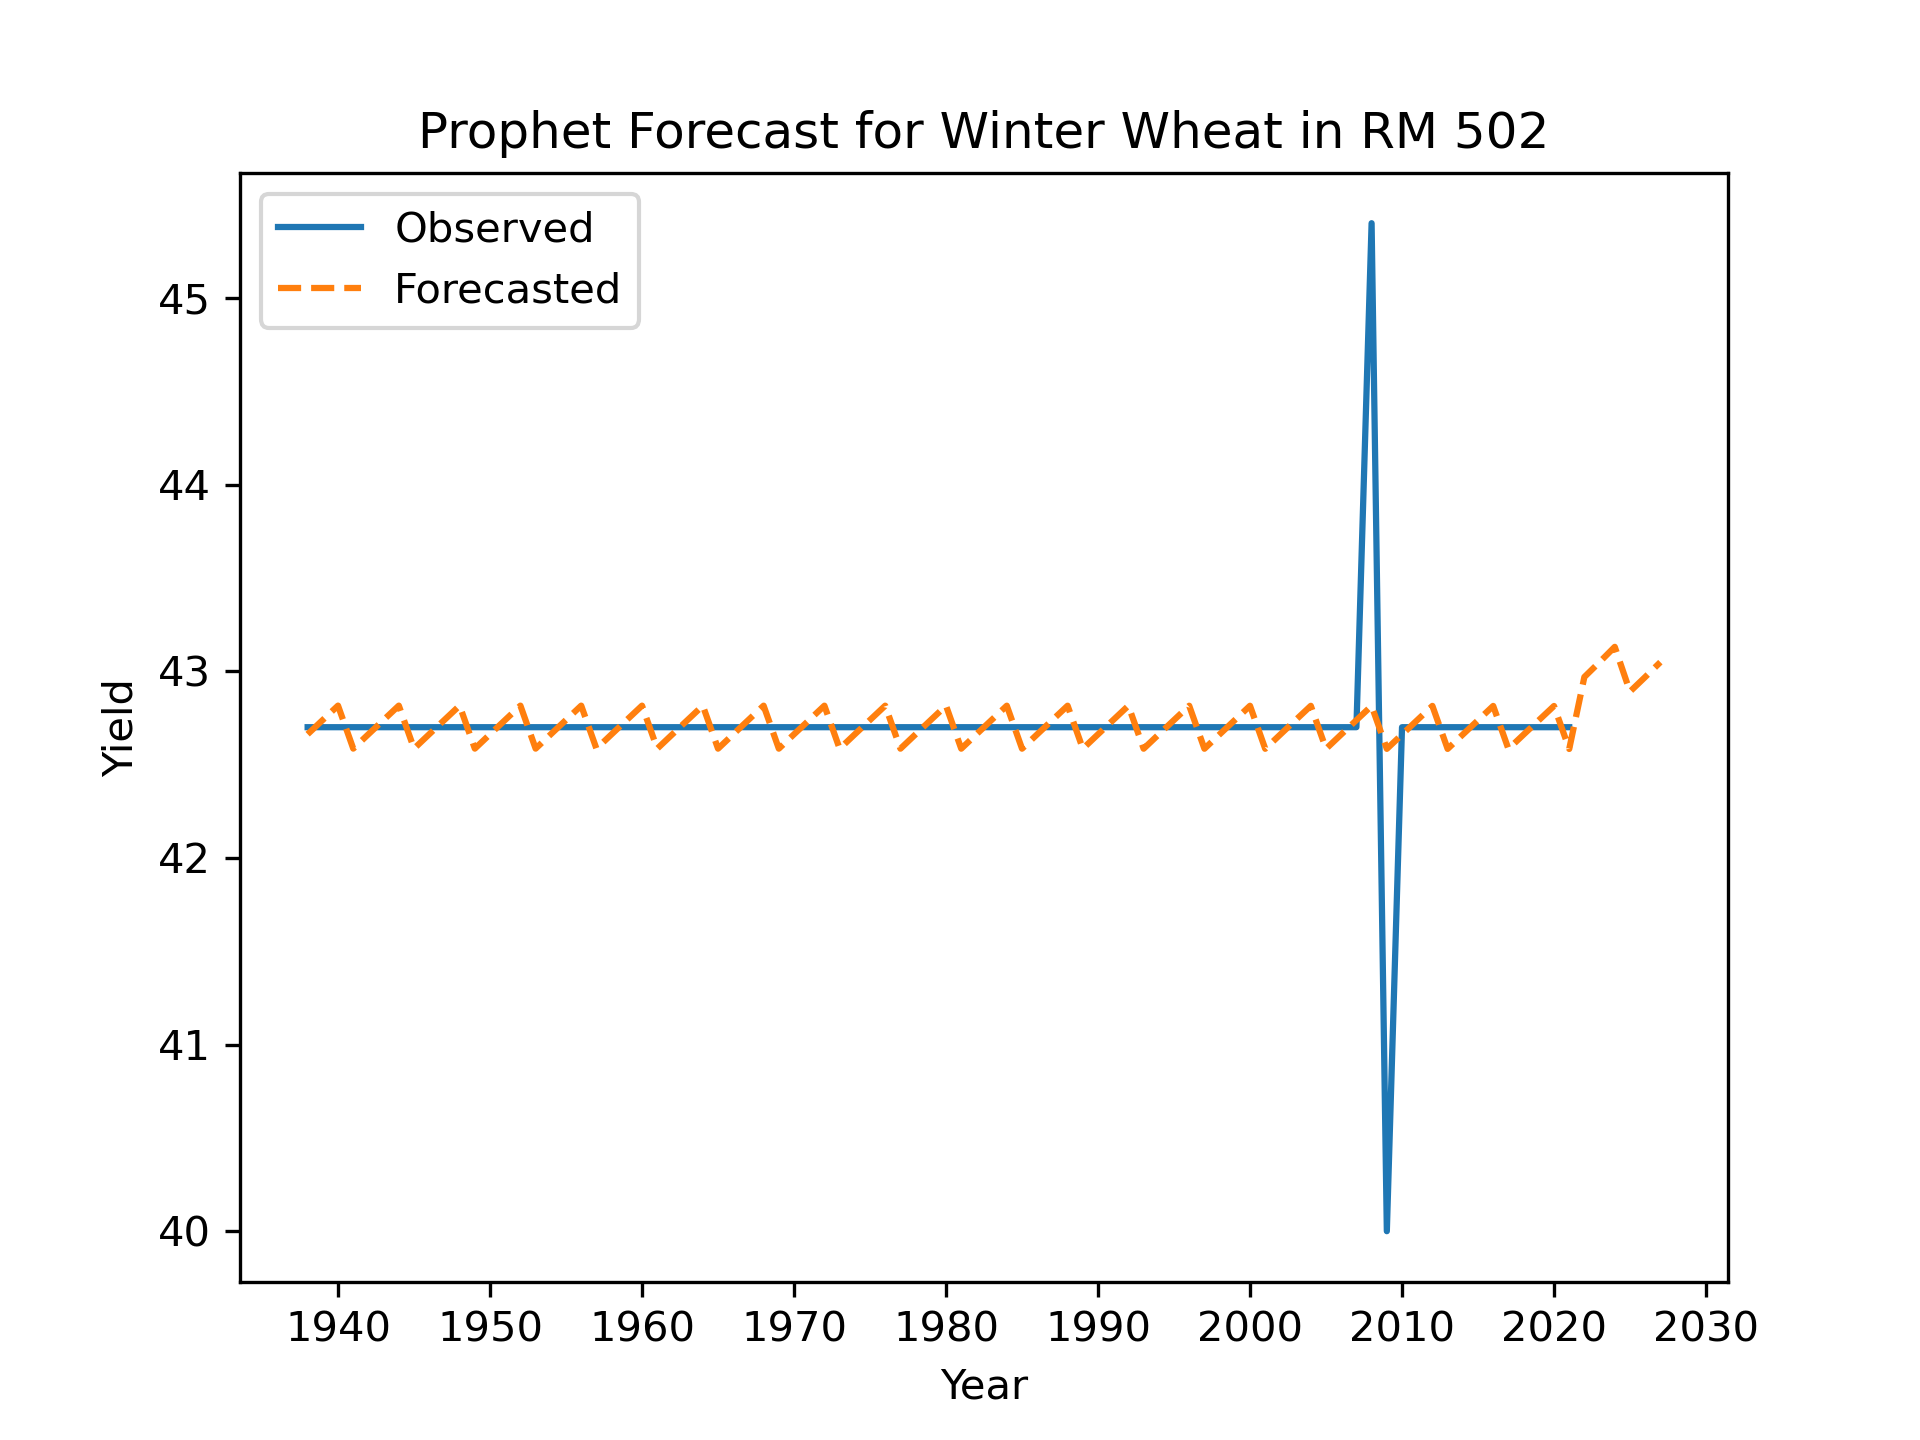 Prophet Forecast for Winter Wheat in RM 502
Observed
Forecasted
45
44
43
42
41
40
Yield
1940 1950 1960 1970 1980 1990 2000 2010 2020 2030
Year